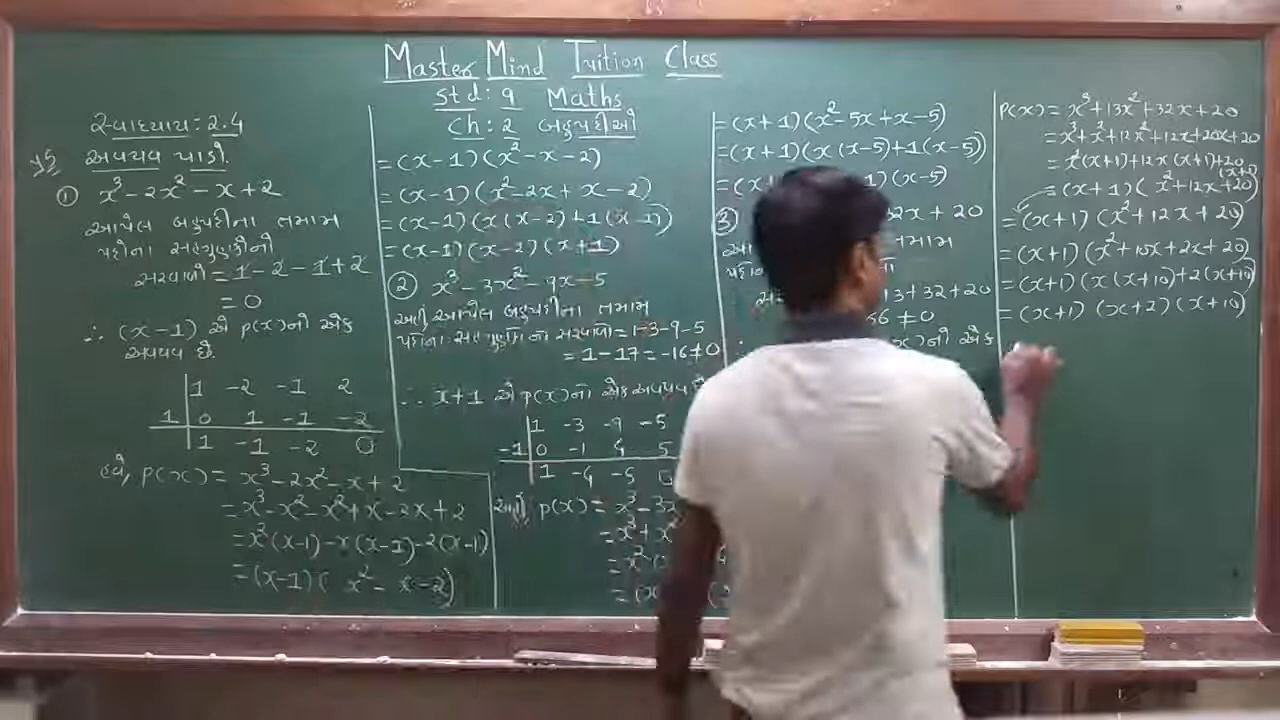 Master Mind Tuition Class
std: 9 Maths
Ch: 2 બહુપદીઓ
સ્વાધ્યાય: 2.4
અવયવ પાડો.
① x³-2x²-x+2
આપેલ બહુપદીના તમામ
પદોના સહગુણકોનો
સરવાળો = 1-2-1+2
= 0
∴ (x-1) એ p(x)નો એક
અવયવ છે.
1 -2 -1 2
1 0 1 -1 -2
1 -1 -2 0
હવે, p(x) = x³-2x²-x+2
= x³-x²-x²+x-2x+2
= x²(x-1)-x(x-1)-2(x-1)
= (x-1)( x²-x-2)
= (x-1)(x²-x-2)
= (x-1)(x²-2x+x-2)
= (x-1)(x(x-2)+1(x-2))
= (x-1)(x-2)(x+1)
② x³-3x²-9x-5
અહીં આપેલ બહુપદીના તમામ
પદોના સહગુણકોનો સરવાળો = 1-3-9-5
= 1-17 = -16≠0
∴ x+1 એ p(x)નો એક અવયવ
1 -3 -9 -5
-1 0 -1 4 5
1 -4 -5
અહીં p(x) = x³-3x
= x³+x²
= x²
= (x
= (x+1)(x²-5x+x-5)
= (x+1)(x(x-5)+1(x-5))
= (x+ 1)(x-5)
③ 32x+20
તમામ
13+32+20
66≠0
(x)નો એક
P(x) = x³+13x²+32x+20
= x³+x²+12x²+12x+20x+20
= x²(x+1)+12x(x+1)+20(x+1)
= (x+1)( x²+12x+20)
= (x+1)(x²+12x+20)
= (x+1)(x²+10x+2x+20)
= (x+1)(x(x+10)+2(x+10)
= (x+1)(x+2)(x+10)